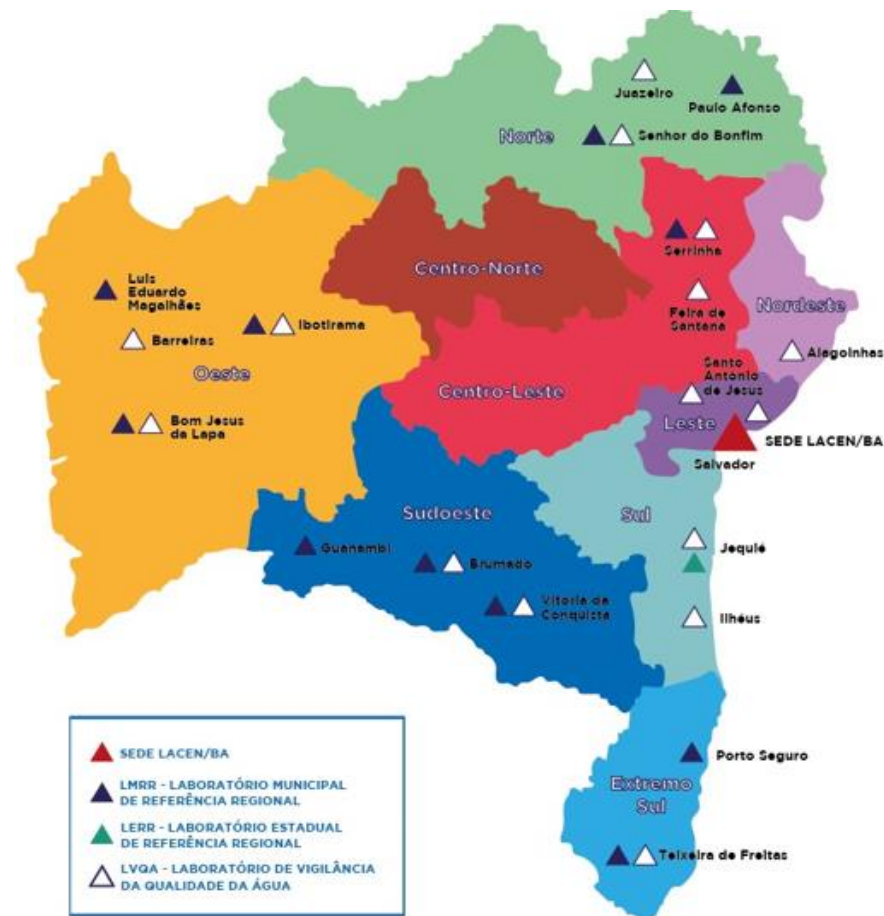 Juazeiro
Paulo Afonso
Norte
Senhor do Bonfim
Serrinha
Centro-Norte
Luis
Eduardo
Magalhães
Feira de
Santana
Nordeste
Ibotirama
Barreiras
Alagoinhas
Oeste
Santo
Antônio
de Jesus
Centro-Leste
Bom Jesus
da Lapa
Leste
SEDE LACEN/BA
Salvador
Sudoeste
Sul
Guanambi
Jequié
Brumado
Vitória da
Conquista
Ilhéus
SEDE LACEN/BA
LMRR - LABORATÓRIO MUNICIPAL
DE REFERÊNCIA REGIONAL
LERR - LABORATÓRIO ESTADUAL
DE REFERÊNCIA REGIONAL
LVQA - LABORATÓRIO DE VIGILÂNCIA
DA QUALIDADE DA ÁGUA
Porto Seguro
Extremo
Sul
Teixeira de Freitas